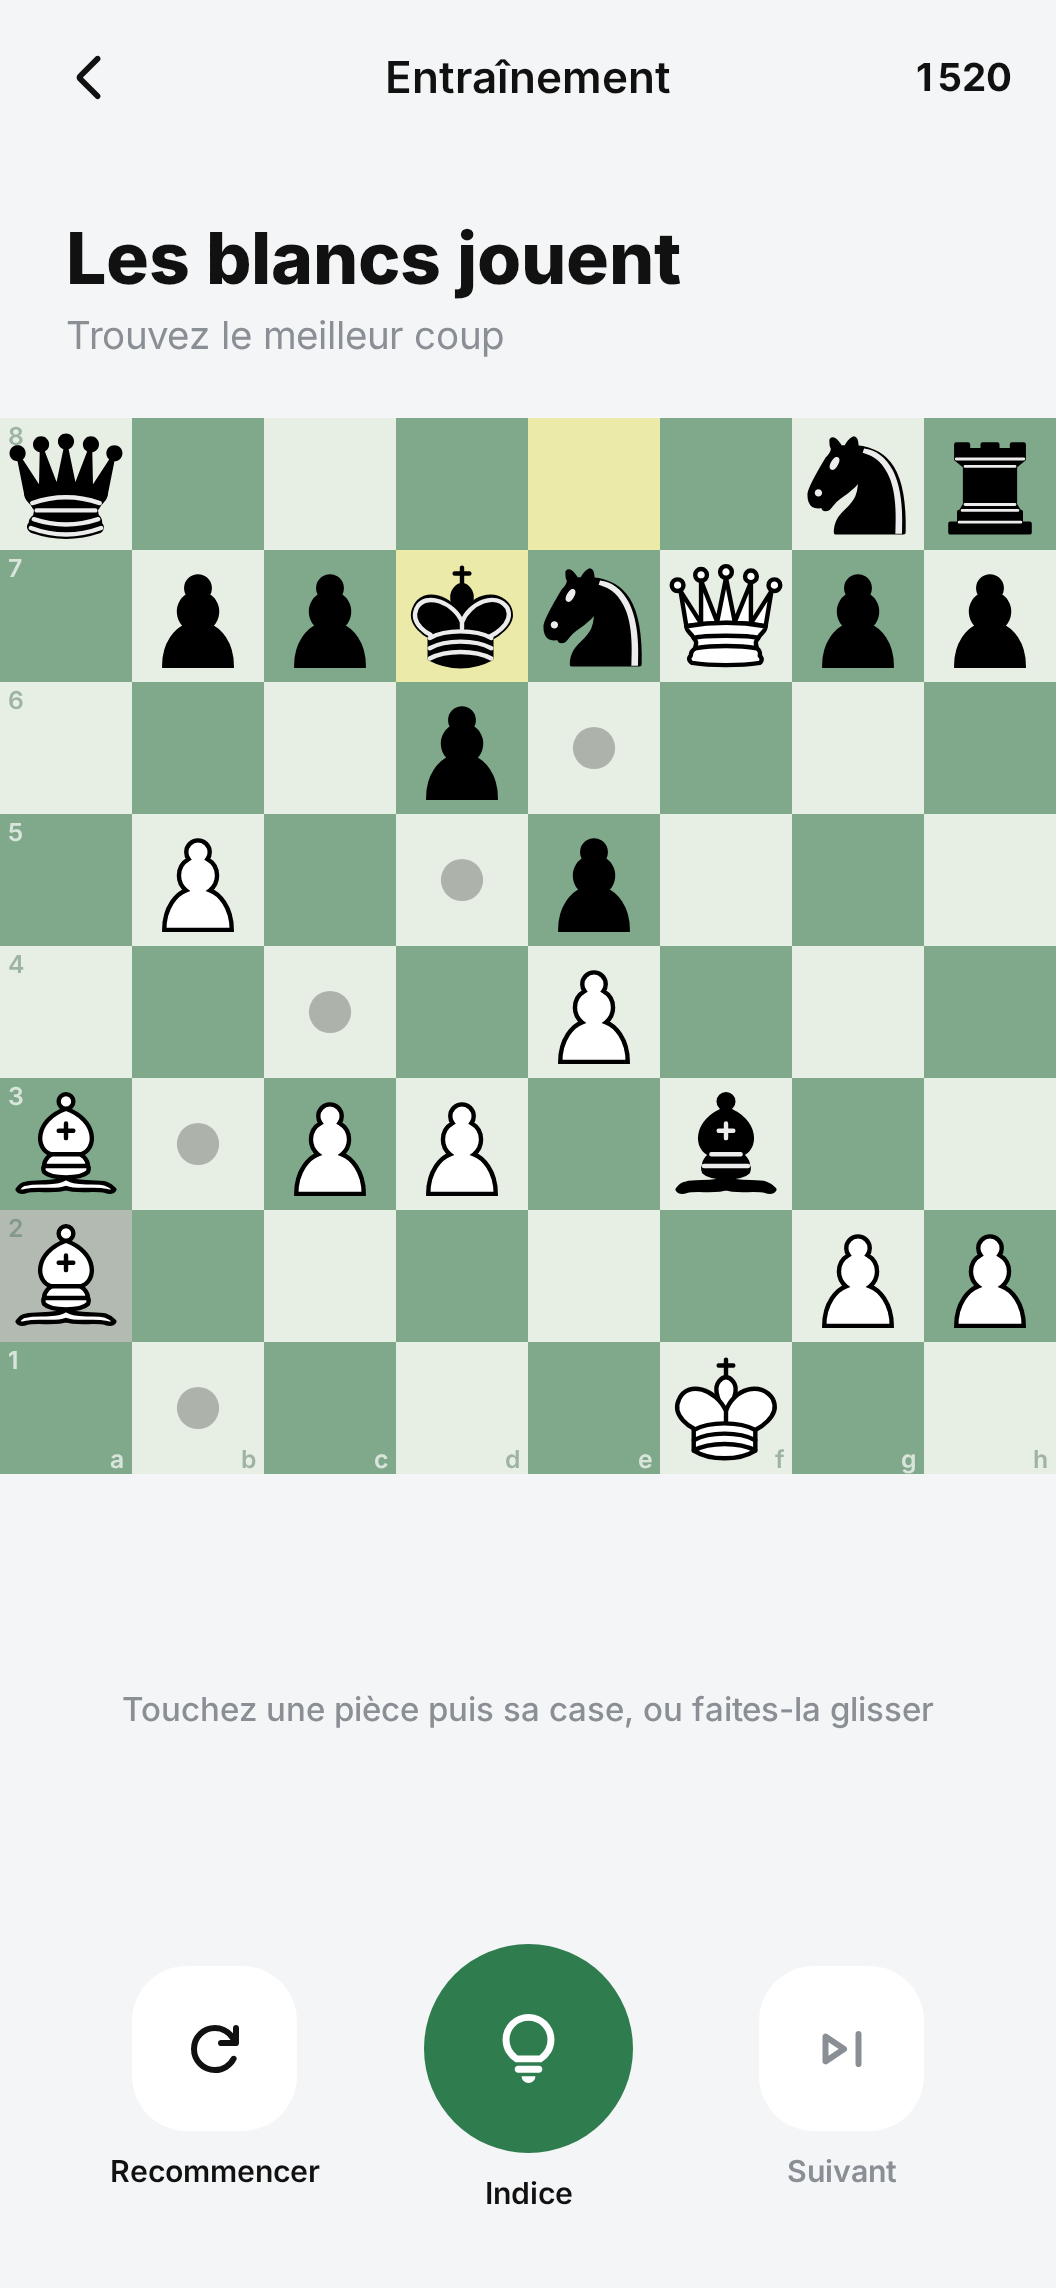 Entraînement
1520
Les blancs jouent
Trouvez le meilleur coup
8
7
6
5
4
3
2
1
a b c d e f g h
Touchez une pièce puis sa case, ou faites-la glisser
Recommencer
Indice
Suivant